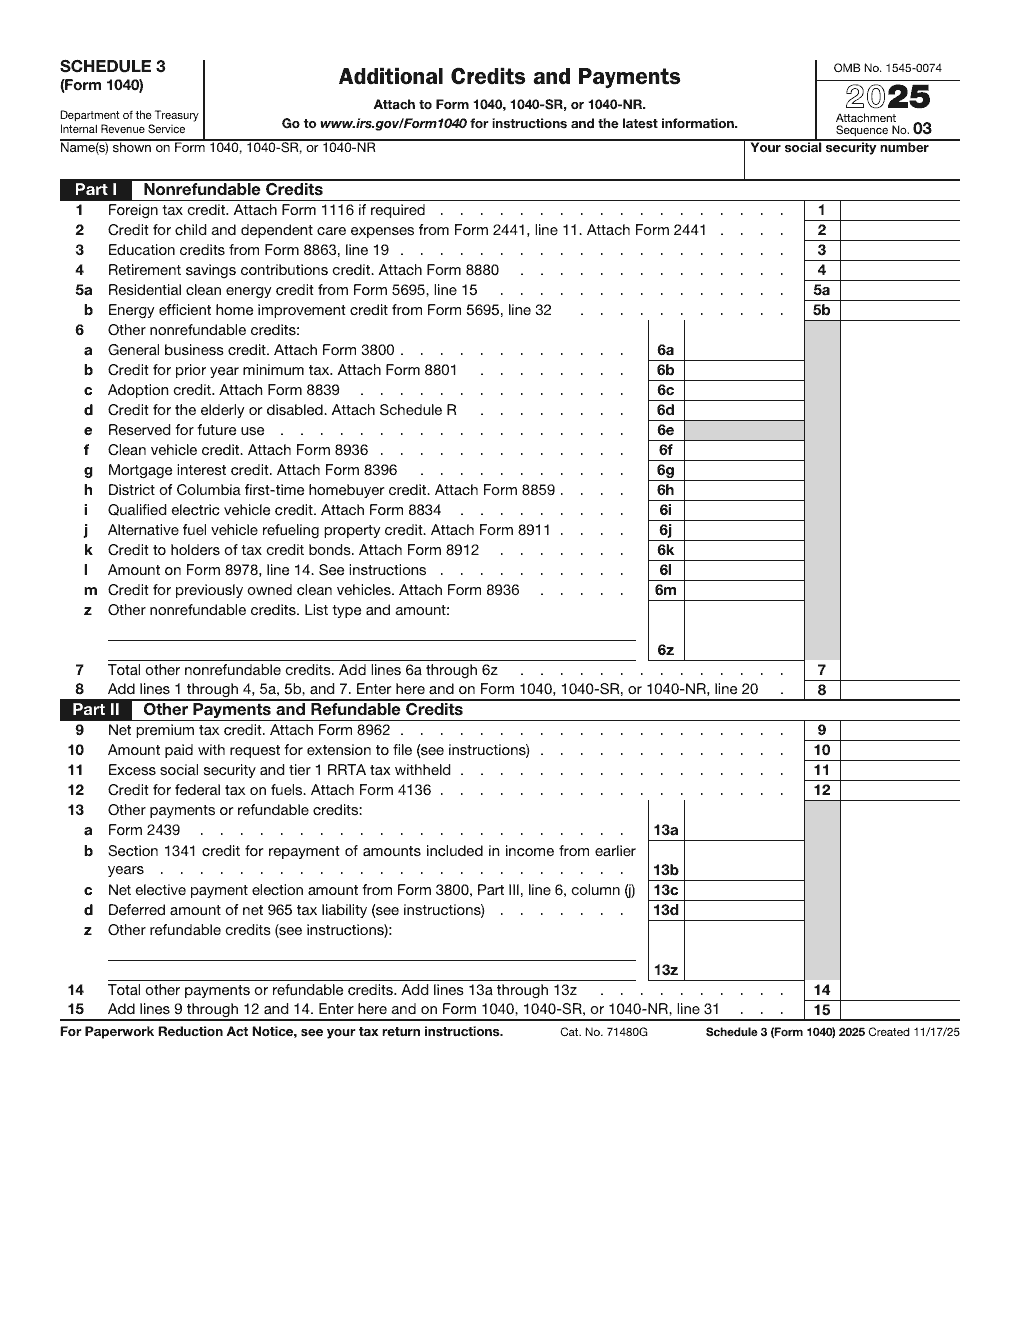 SCHEDULE 3
(Form 1040)
Department of the Treasury
Internal Revenue Service
Additional Credits and Payments
Attach to Form 1040, 1040-SR, or 1040-NR.
Go to www.irs.gov/Form1040 for instructions and the latest information.
OMB No. 1545-0074
2025
Attachment
Sequence No. 03
Name(s) shown on Form 1040, 1040-SR, or 1040-NR
Your social security number
Part I Nonrefundable Credits
1 Foreign tax credit. Attach Form 1116 if required . . . . . . . . . . . . . . . . . . 1
2 Credit for child and dependent care expenses from Form 2441, line 11. Attach Form 2441 . . . . 2
3 Education credits from Form 8863, line 19 . . . . . . . . . . . . . . . . . . . . 3
4 Retirement savings contributions credit. Attach Form 8880 . . . . . . . . . . . . . . 4
5a Residential clean energy credit from Form 5695, line 15 . . . . . . . . . . . . . . . 5a
b Energy efficient home improvement credit from Form 5695, line 32 . . . . . . . . . . . 5b
6 Other nonrefundable credits:
a General business credit. Attach Form 3800 . . . . . . . . . . . . 6a
b Credit for prior year minimum tax. Attach Form 8801 . . . . . . . . 6b
c Adoption credit. Attach Form 8839 . . . . . . . . . . . . . . 6c
d Credit for the elderly or disabled. Attach Schedule R . . . . . . . . 6d
e Reserved for future use . . . . . . . . . . . . . . . . . . 6e
f Clean vehicle credit. Attach Form 8936 . . . . . . . . . . . . . 6f
g Mortgage interest credit. Attach Form 8396 . . . . . . . . . . . 6g
h District of Columbia first-time homebuyer credit. Attach Form 8859 . . . . 6h
i Qualified electric vehicle credit. Attach Form 8834 . . . . . . . . . 6i
j Alternative fuel vehicle refueling property credit. Attach Form 8911 . . . . 6j
k Credit to holders of tax credit bonds. Attach Form 8912 . . . . . . . 6k
l Amount on Form 8978, line 14. See instructions . . . . . . . . . . 6l
m Credit for previously owned clean vehicles. Attach Form 8936 . . . . . 6m
z Other nonrefundable credits. List type and amount:
6z
7 Total other nonrefundable credits. Add lines 6a through 6z . . . . . . . . . . . . . . 7
8 Add lines 1 through 4, 5a, 5b, and 7. Enter here and on Form 1040, 1040-SR, or 1040-NR, line 20 . 8
Part II Other Payments and Refundable Credits
9 Net premium tax credit. Attach Form 8962 . . . . . . . . . . . . . . . . . . . . 9
10 Amount paid with request for extension to file (see instructions) . . . . . . . . . . . . . 10
11 Excess social security and tier 1 RRTA tax withheld . . . . . . . . . . . . . . . . . 11
12 Credit for federal tax on fuels. Attach Form 4136 . . . . . . . . . . . . . . . . . . 12
13 Other payments or refundable credits:
a Form 2439 . . . . . . . . . . . . . . . . . . . . . . 13a
b Section 1341 credit for repayment of amounts included in income from earlier
years . . . . . . . . . . . . . . . . . . . . . . . . 13b
c Net elective payment election amount from Form 3800, Part III, line 6, column (j) 13c
d Deferred amount of net 965 tax liability (see instructions) . . . . . . . 13d
z Other refundable credits (see instructions):
13z
14 Total other payments or refundable credits. Add lines 13a through 13z . . . . . . . . . . 14
15 Add lines 9 through 12 and 14. Enter here and on Form 1040, 1040-SR, or 1040-NR, line 31 . . . 15
For Paperwork Reduction Act Notice, see your tax return instructions. Cat. No. 71480G Schedule 3 (Form 1040) 2025 Created 11/17/25